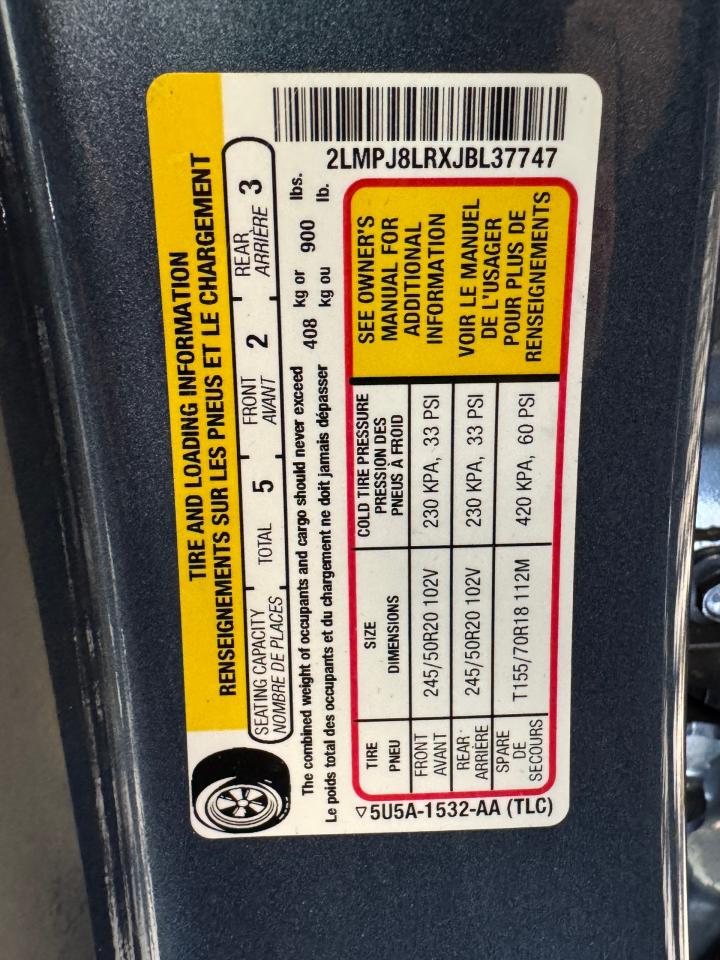 TIRE AND LOADING INFORMATION
RENSEIGNEMENTS SUR LES PNEUS ET LE CHARGEMENT
SEATING CAPACITY TOTAL 5 FRONT 2 REAR 3
NOMBRE DE PLACES AVANT ARRIÈRE
The combined weight of occupants and cargo should never exceed 408 kg or 900 lbs.
Le poids total des occupants et du chargement ne doit jamais dépasser kg ou lb.
TIRE SIZE COLD TIRE PRESSURE
PNEU DIMENSIONS PRESSION DES
PNEUS À FROID
FRONT 245/50R20 102V 230 KPA, 33 PSI
AVANT
REAR 245/50R20 102V 230 KPA, 33 PSI
ARRIÈRE
SPARE T155/70R18 112M 420 KPA, 60 PSI
DE
SECOURS
SEE OWNER'S
MANUAL FOR
ADDITIONAL
INFORMATION
VOIR LE MANUEL
DE L'USAGER
POUR PLUS DE
RENSEIGNEMENTS
▽5U5A-1532-AA (TLC)
2LMPJ8LRXJBL37747